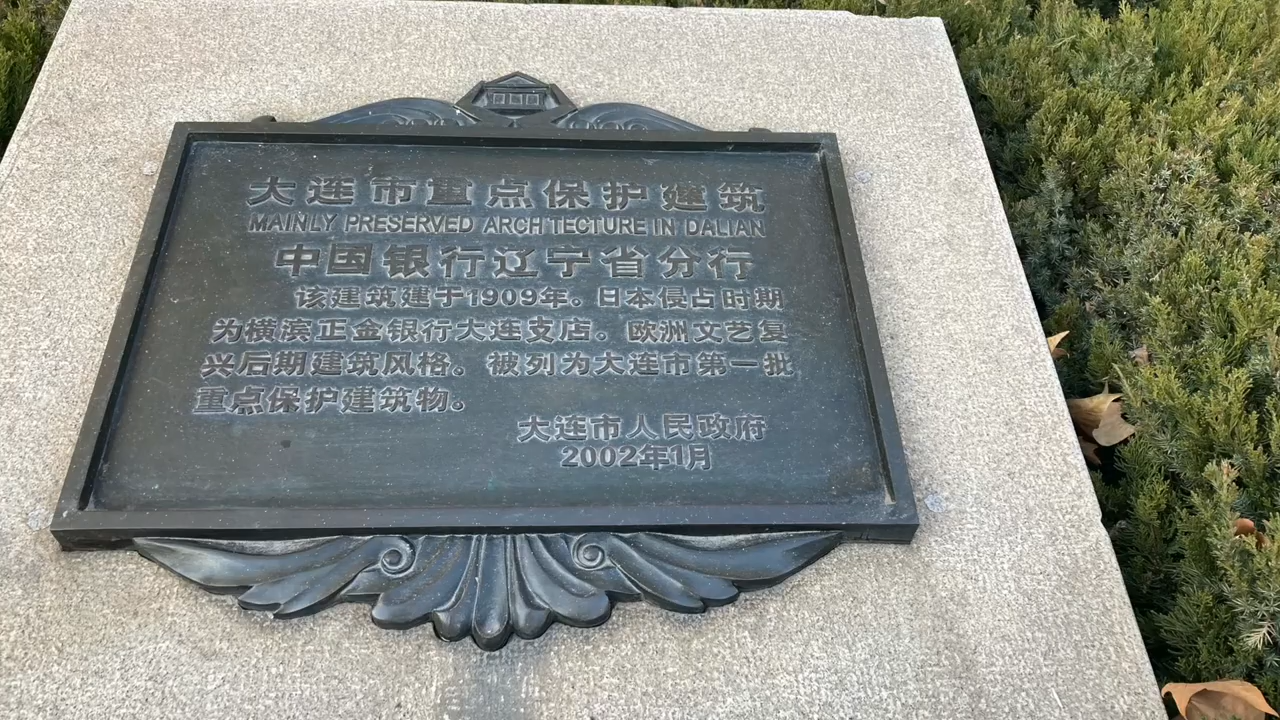 大连市重点保护建筑
MAINLY PRESERVED ARCHITECTURE IN DALIAN
中国银行辽宁省分行
该建筑建于1909年。日本侵占时期
为横滨正金银行大连支店。欧洲文艺复
兴后期建筑风格。被列为大连市第一批
重点保护建筑物。
大连市人民政府
2002年1月